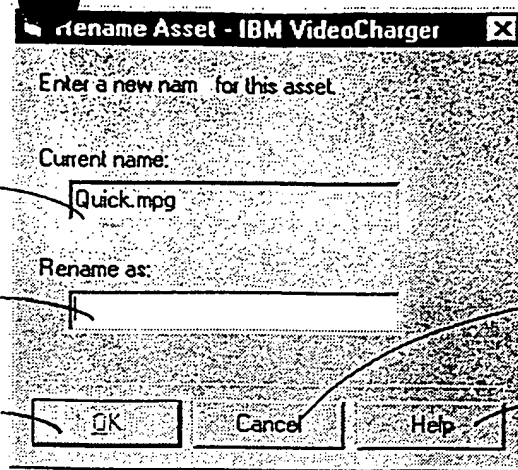 Rename Asset - IBM VideoCharger
Enter a new nam for this asset.
Current name:
Quick.mpg
Rename as:
OK Cancel Help